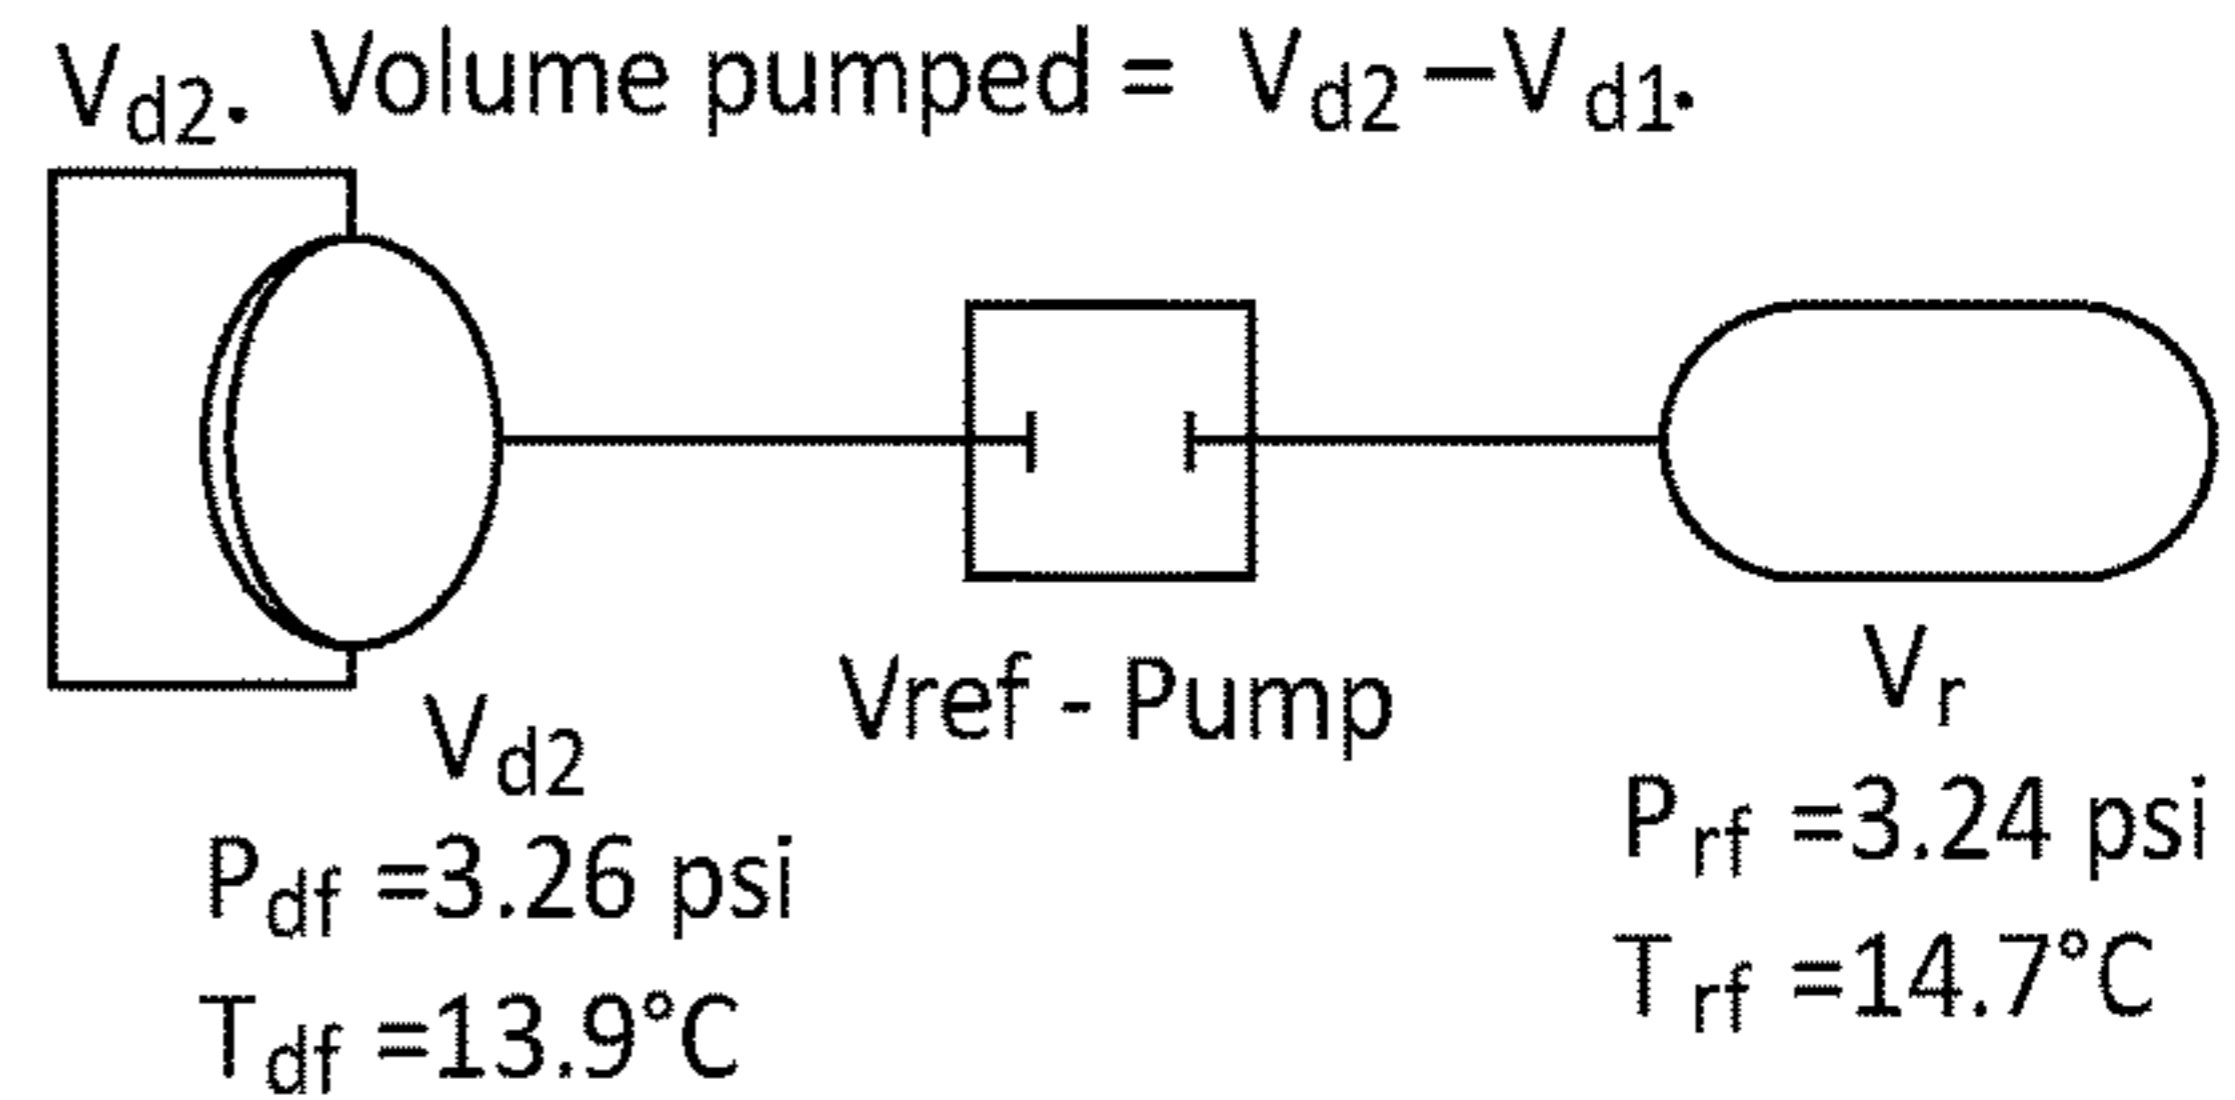 Vd2. Volume pumped = Vd2 –Vd1.
Vd2
Pdf =3.26 psi
Tdf =13.9°C
Vref - Pump
Vr
Prf =3.24 psi
Trf =14.7°C